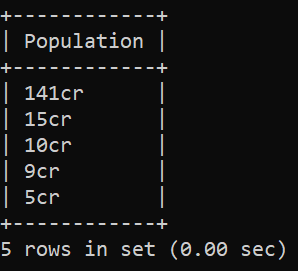 +------------+
| Population |
+------------+
| 141cr      |
| 15cr       |
| 10cr       |
| 9cr        |
| 5cr        |
+------------+
5 rows in set (0.00 sec)